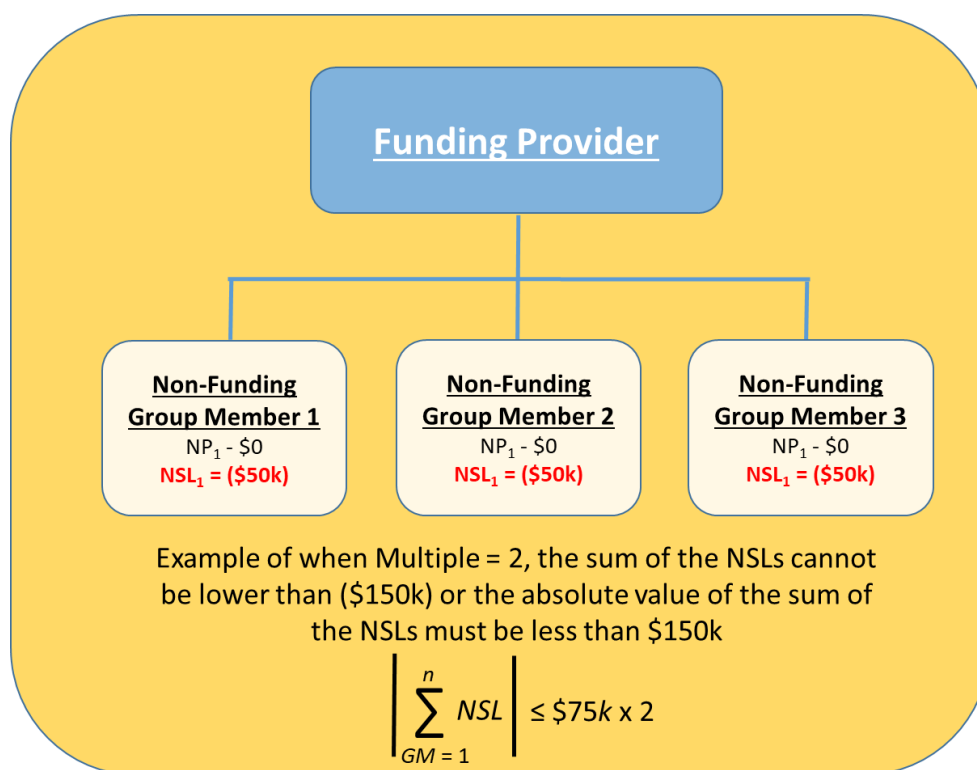 Funding Provider
Non-Funding
Group Member 1
NP₁ - $0
NSL₁ = ($50k)
Non-Funding
Group Member 2
NP₁ - $0
NSL₁ = ($50k)
Non-Funding
Group Member 3
NP₁ - $0
NSL₁ = ($50k)
Example of when Multiple = 2, the sum of the NSLs cannot
be lower than ($150k) or the absolute value of the sum of
the NSLs must be less than $150k
n
|∑ NSL| ≤ $75k x 2
GM = 1